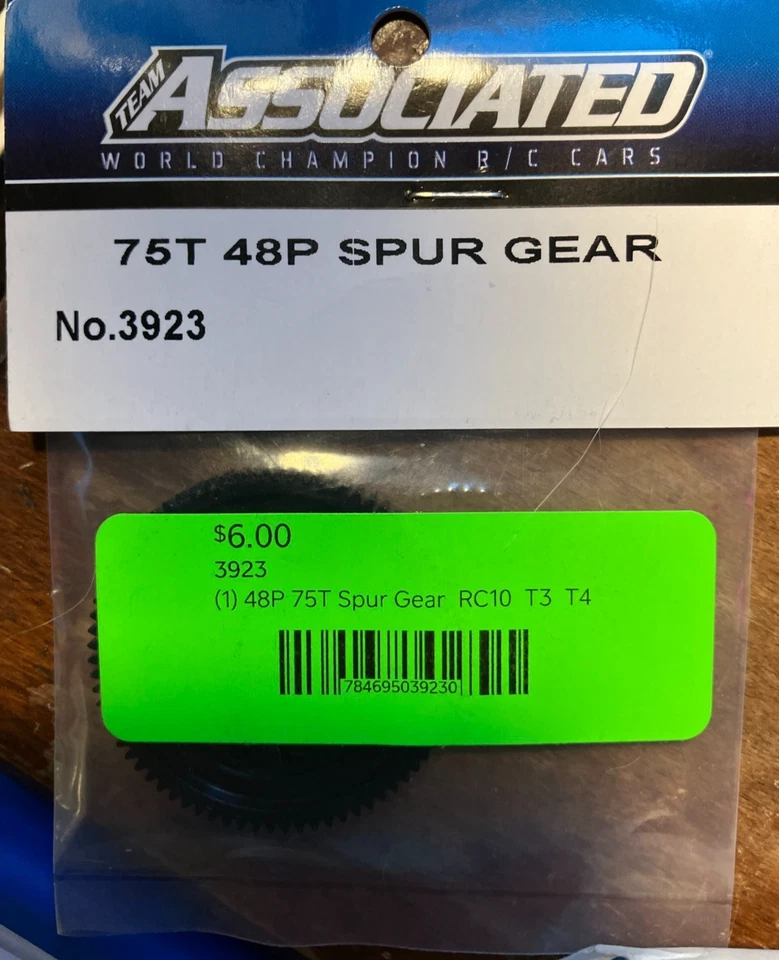 TEAM ASSOCIATED®
WORLD CHAMPION R/C CARS
75T 48P SPUR GEAR
No.3923
$6.00
3923
(1) 48P 75T Spur Gear RC10 T3 T4
784695039230